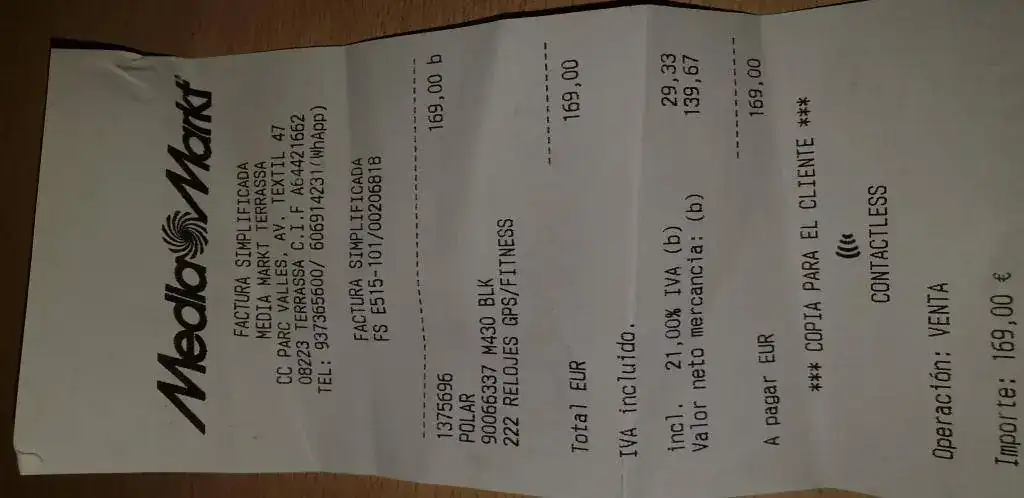 Media Markt
FACTURA SIMPLIFICADA
MEDIA MARKT TERRASSA
CC PARC VALLES, AV. TEXTIL 47
08223 TERRASSA C.I.F A64421662
TEL: 937365600/ 606914231(WhApp)
FACTURA SIMPLIFICADA
FS E515-101/00206818
1375696 169,00 b
POLAR
90066337 M430 BLK
222 RELOJES GPS/FITNESS
Total EUR 169,00
IVA incluido.
incl. 21,00% IVA (b) 29,33
Valor neto mercancia: (b) 139,67
A pagar EUR 169,00
*** COPIA PARA EL CLIENTE ***
CONTACTLESS
Operación: VENTA
Importe: 169,00 €